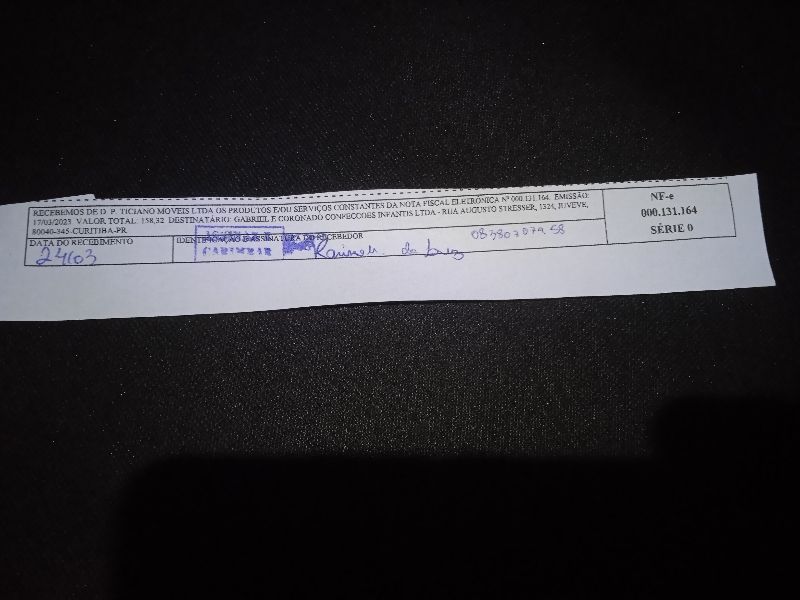 RECEBEMOS DE D. P. TICIANO MOVEIS LTDA OS PRODUTOS E/OU SERVIÇOS CONSTANTES DA NOTA FISCAL ELETRÔNICA Nº 000.131.164. EMISSÃO:
17/03/2023 VALOR TOTAL: 158,32 DESTINATÁRIO: GABRIEL E CORONADO CONFECCOES INFANTIS LTDA - RUA AUGUSTO STRESSER, 1324, JUVEVE,
80040-345-CURITIBA-PR
DATA DO RECEBIMENTO
24/03
IDENTIFICAÇÃO E ASSINATURA DO RECEBEDOR
da Luz
NF-e
000.131.164
SÉRIE 0